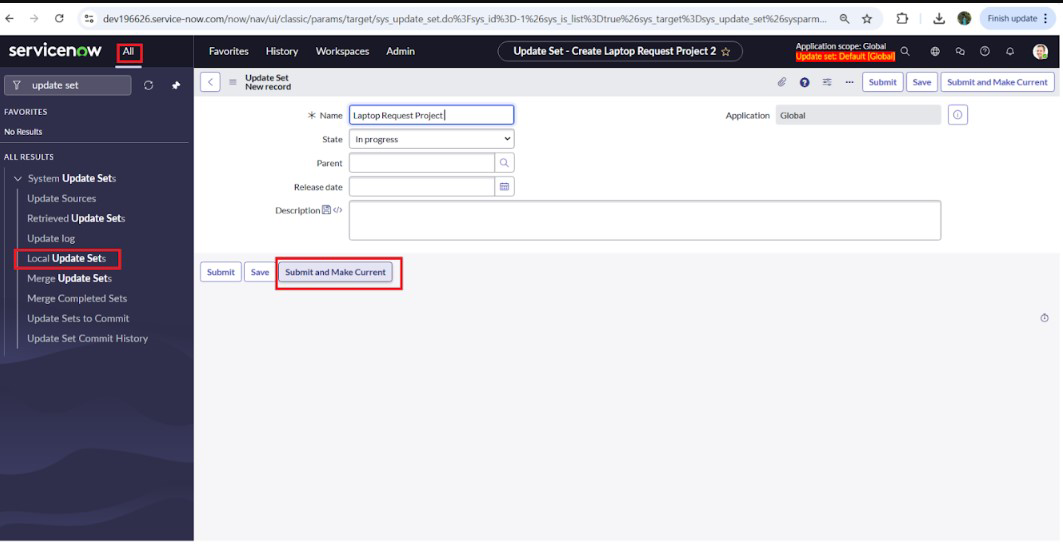 dev196626.service-now.com/now/nav/ui/classic/params/target/sys_update_set.do%3Fsys_id%3D-1%26sys_is_list%3Dtrue%26sys_target%3Dsys_update_set%26sysparm...
Finish update
servicenow All Favorites History Workspaces Admin Update Set - Create Laptop Request Project 2 Application scope: Global
Update set: Default [Global]
update set
Update Set
New record
Submit Save Submit and Make Current
FAVORITES
No Results
ALL RESULTS
System Update Sets
Update Sources
Retrieved Update Sets
Update log
Local Update Sets
Merge Update Sets
Merge Completed Sets
Update Sets to Commit
Update Set Commit History
Name Laptop Request Project
Application Global
State In progress
Parent
Release date
Description
Submit Save Submit and Make Current